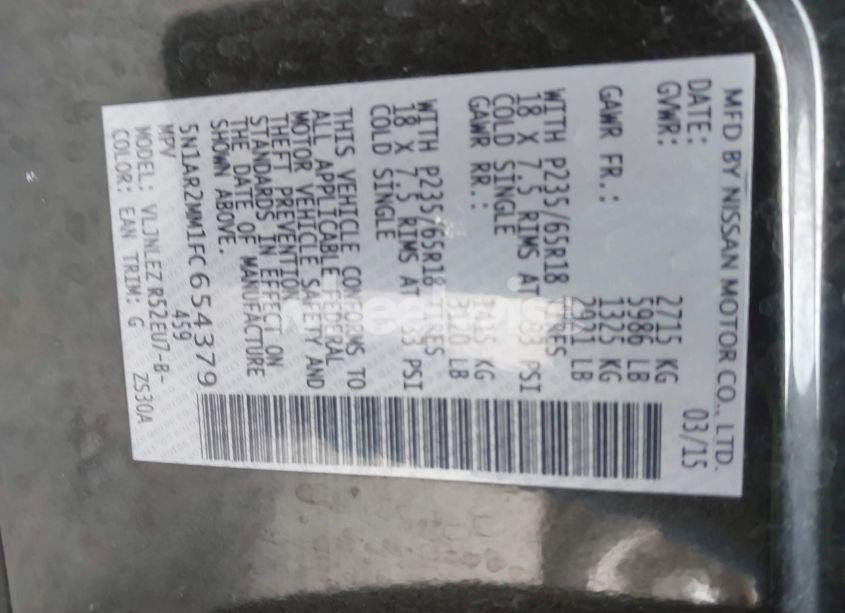 MFD BY NISSAN MOTOR CO., LTD.
DATE: 03/15
GVWR: 2715 KG
5986 LB
GAWR FR.: 1325 KG
2921 LB
WITH P235/65R18 TIRES
18 X 7.5 RIMS AT 33 PSI
COLD SINGLE
GAWR RR.: KG
LB
WITH P235/65R18 TIRES
18 X 7.5 RIMS AT 33 PSI
COLD SINGLE
THIS VEHICLE CONFORMS TO
ALL APPLICABLE FEDERAL
MOTOR VEHICLE SAFETY AND
THEFT PREVENTION
STANDARDS IN EFFECT ON
THE DATE OF MANUFACTURE
SHOWN ABOVE.
5N1AR2MM1FC654379
MPV 459
MODEL: VLJNLEZ R52EU7-B-
COLOR: EAN TRIM: G ZS30A